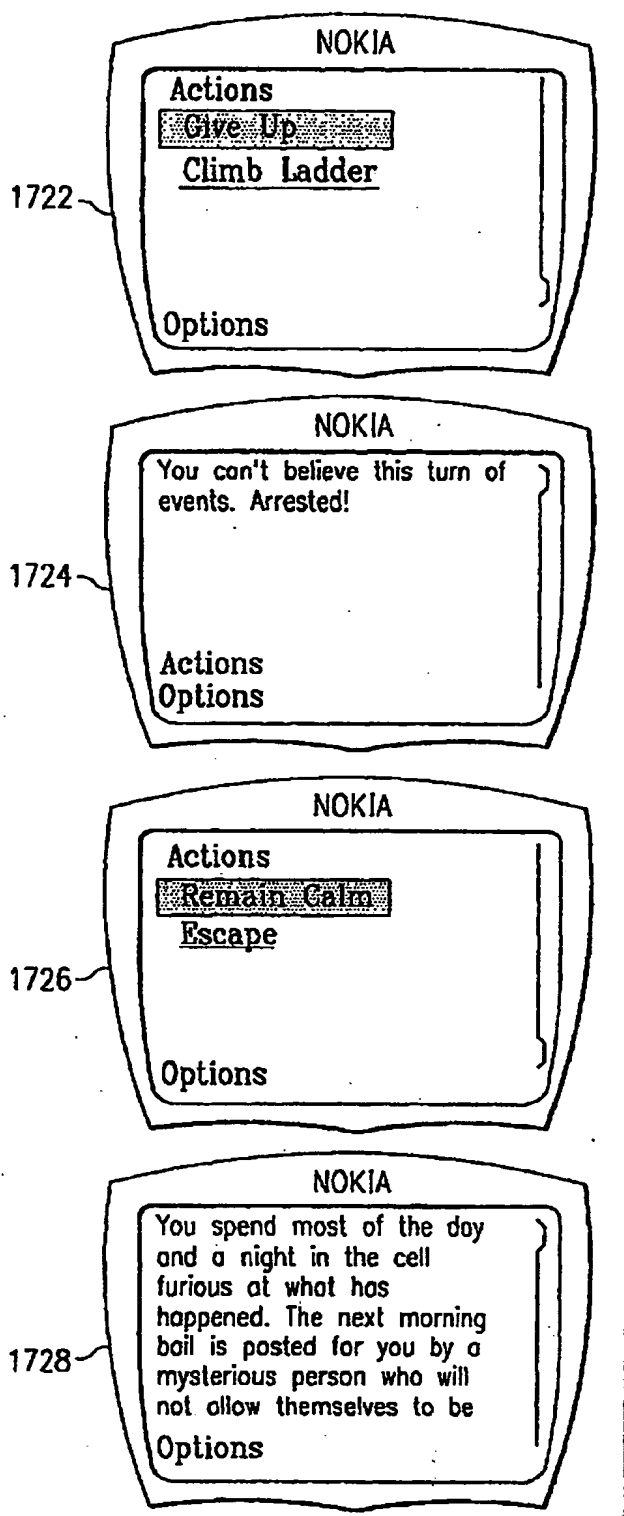 NOKIA
Actions
Give Up
Climb Ladder
1722
Options
NOKIA
You can't believe this turn of
events. Arrested!
1724
Actions
Options
NOKIA
Actions
Remain Calm
Escape
1726
Options
NOKIA
You spend most of the day
and a night in the cell
furious at what has
happened. The next morning
bail is posted for you by a
1728
mysterious person who will
not allow themselves to be
Options